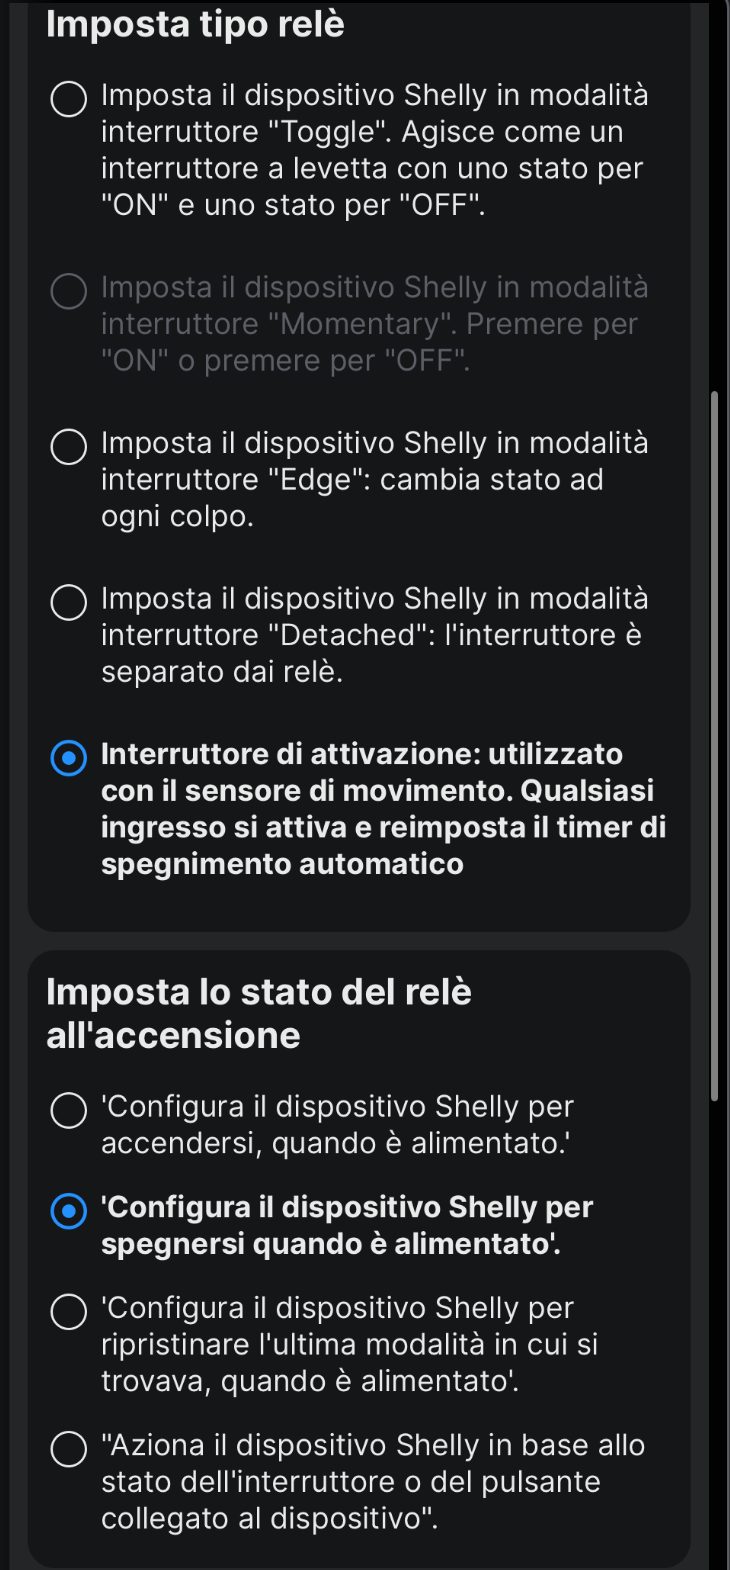 Imposta tipo relè
Imposta il dispositivo Shelly in modalità
interruttore "Toggle". Agisce come un
interruttore a levetta con uno stato per
"ON" e uno stato per "OFF".
Imposta il dispositivo Shelly in modalità
interruttore "Momentary". Premere per
"ON" o premere per "OFF".
Imposta il dispositivo Shelly in modalità
interruttore "Edge": cambia stato ad
ogni colpo.
Imposta il dispositivo Shelly in modalità
interruttore "Detached": l'interruttore è
separato dai relè.
Interruttore di attivazione: utilizzato
con il sensore di movimento. Qualsiasi
ingresso si attiva e reimposta il timer di
spegnimento automatico
Imposta lo stato del relè
all'accensione
'Configura il dispositivo Shelly per
accendersi, quando è alimentato.'
'Configura il dispositivo Shelly per
spegnersi quando è alimentato'.
'Configura il dispositivo Shelly per
ripristinare l'ultima modalità in cui si
trovava, quando è alimentato'.
"Aziona il dispositivo Shelly in base allo
stato dell'interruttore o del pulsante
collegato al dispositivo".